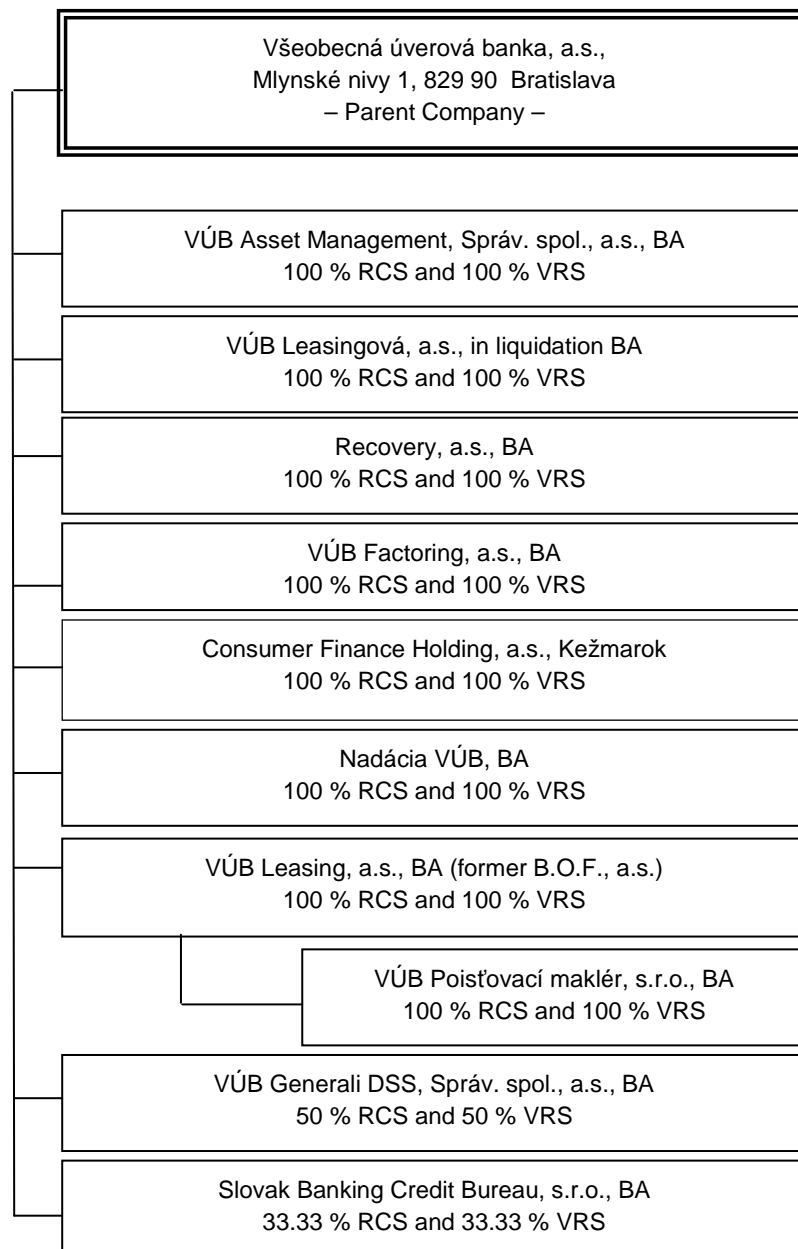 Všeobecná úverová banka, a.s.,
Mlynské nivy 1, 829 90 Bratislava
– Parent Company –
VÚB Asset Management, Správ. spol., a.s., BA
100 % RCS and 100 % VRS
VÚB Leasingová, a.s., in liquidation BA
100 % RCS and 100 % VRS
Recovery, a.s., BA
100 % RCS and 100 % VRS
VÚB Factoring, a.s., BA
100 % RCS and 100 % VRS
Consumer Finance Holding, a.s., Kežmarok
100 % RCS and 100 % VRS
Nadácia VÚB, BA
100 % RCS and 100 % VRS
VÚB Leasing, a.s., BA (former B.O.F., a.s.)
100 % RCS and 100 % VRS
VÚB Poisťovací maklér, s.r.o., BA
100 % RCS and 100 % VRS
VÚB Generali DSS, Správ. spol., a.s., BA
50 % RCS and 50 % VRS
Slovak Banking Credit Bureau, s.r.o., BA
33.33 % RCS and 33.33 % VRS